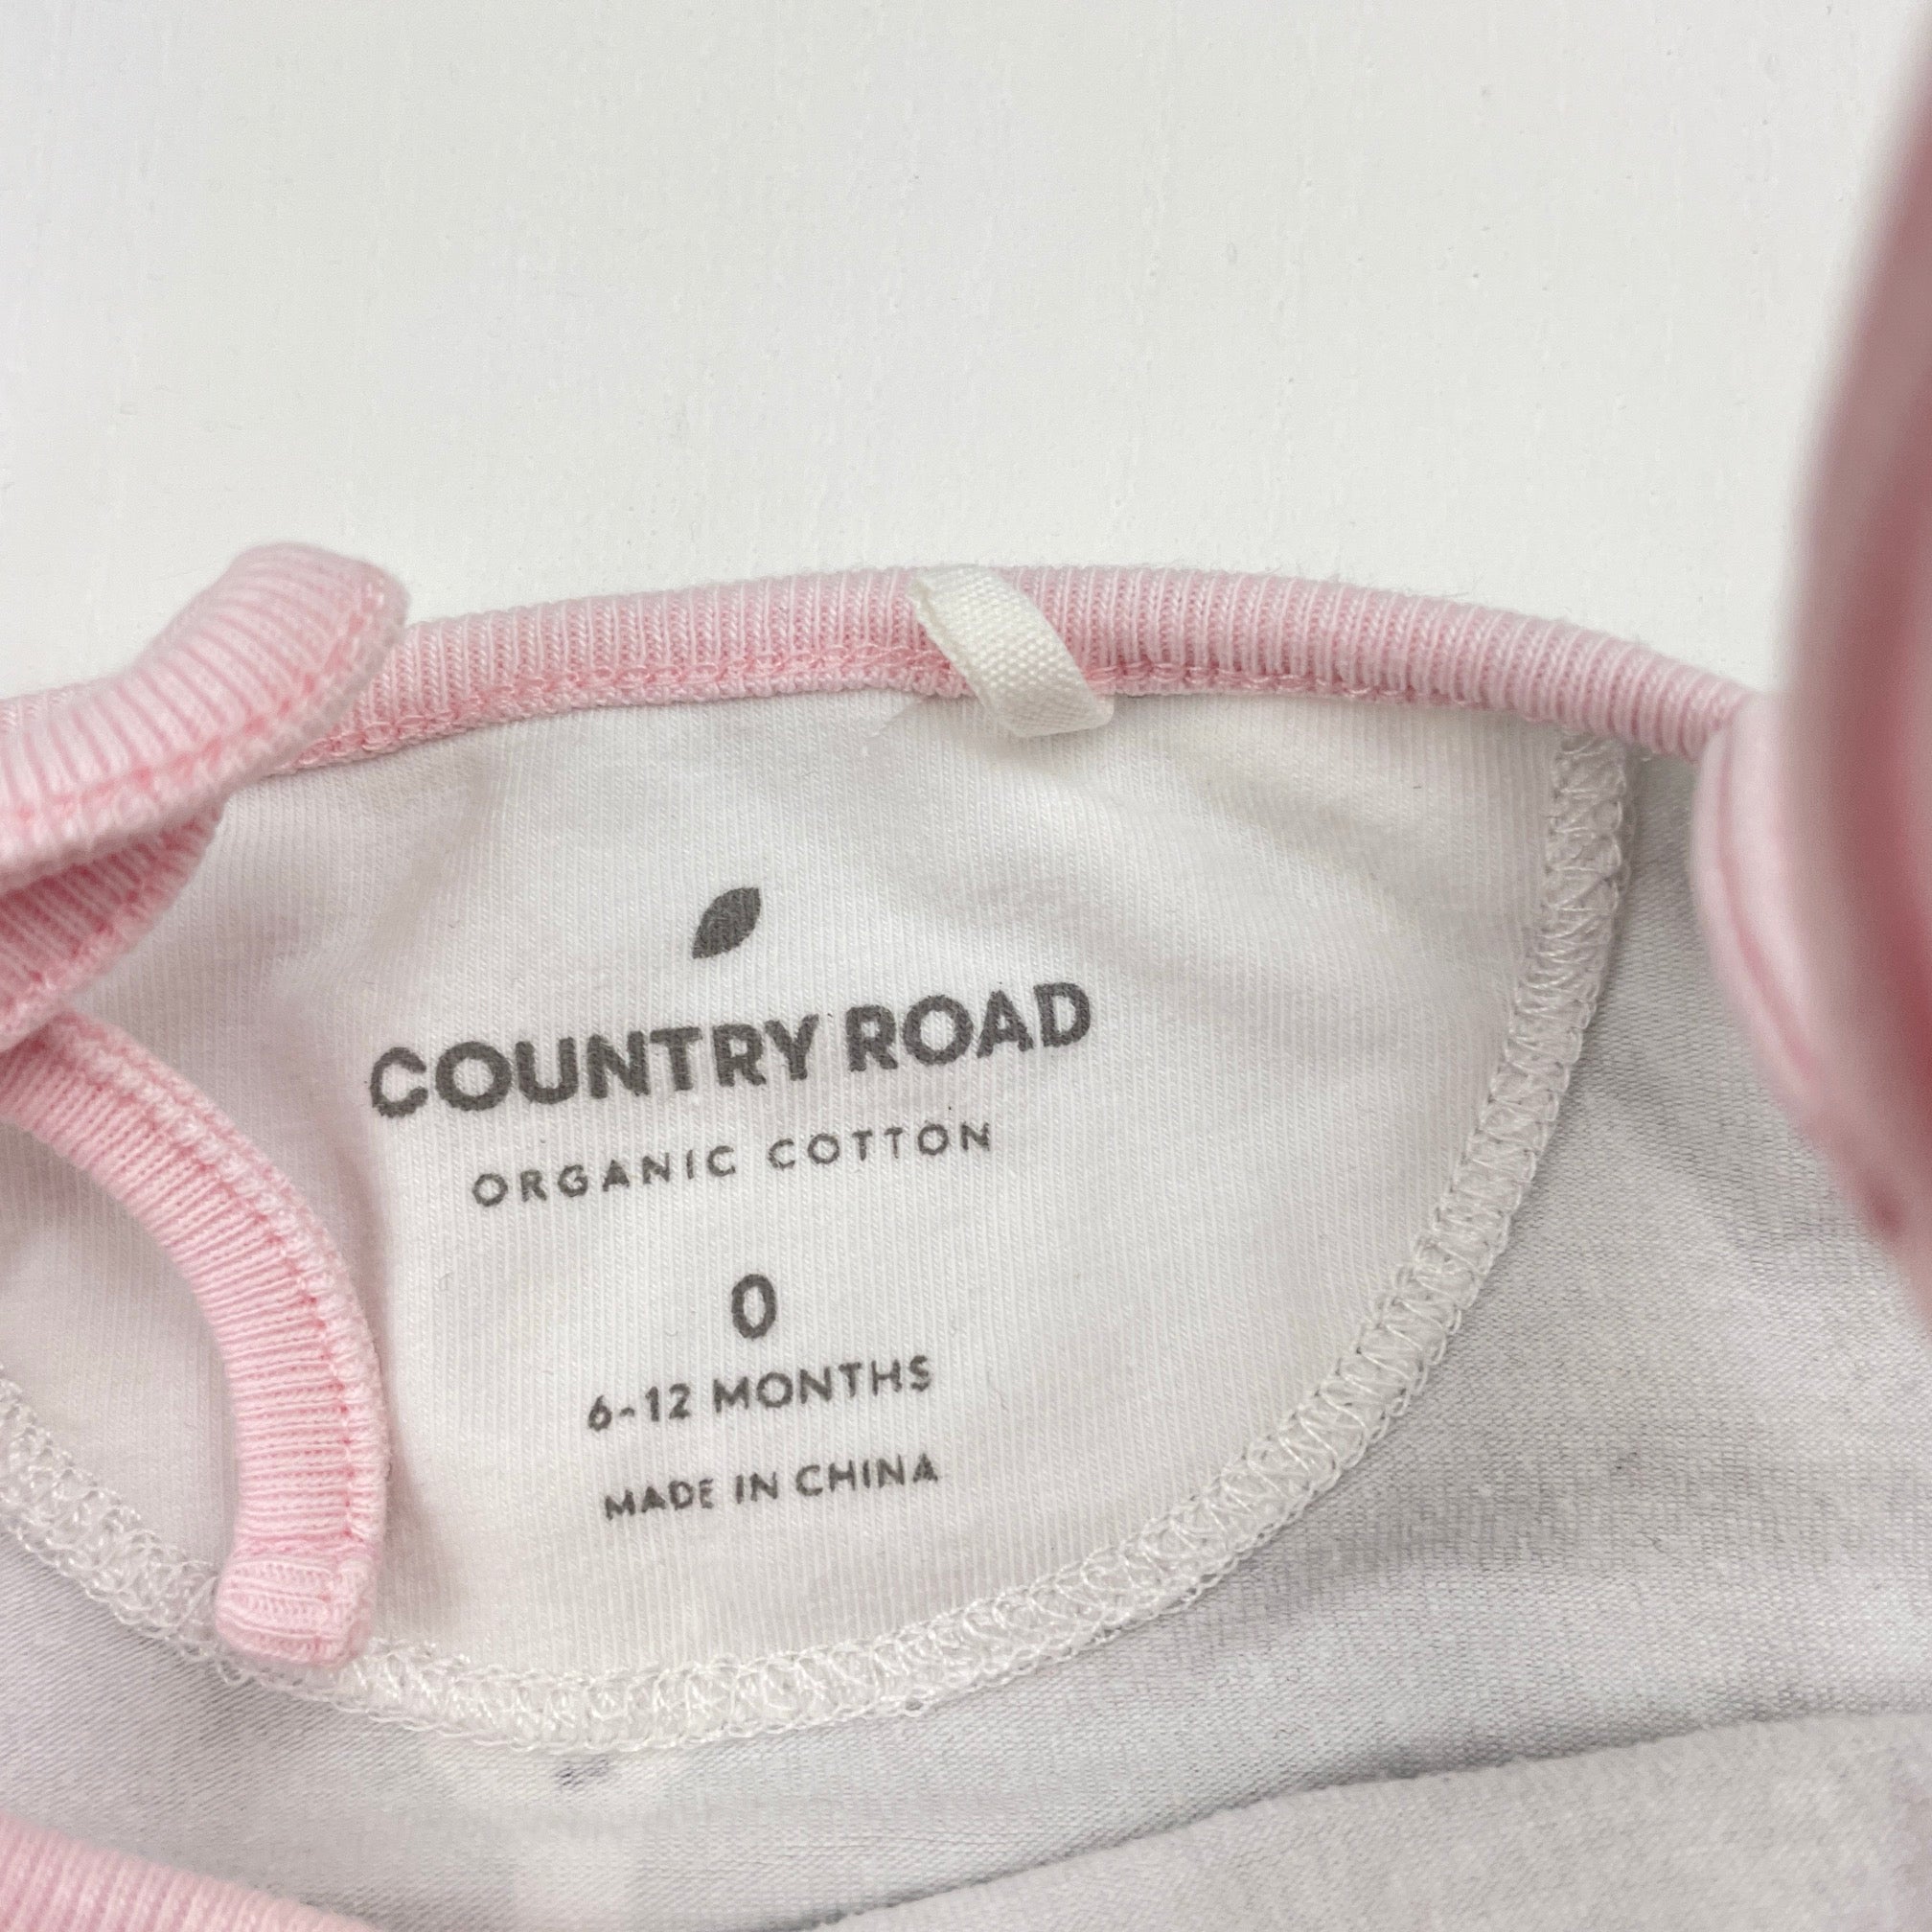 COUNTRY ROAD
ORGANIC COTTON
0
6-12 MONTHS
MADE IN CHINA